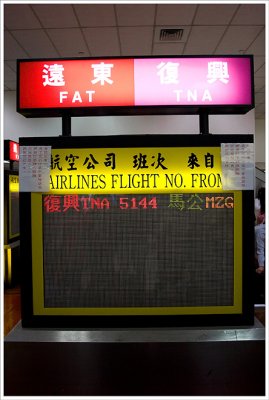 遠東 復興
FAT TNA
航空公司 班次 來自
AIRLINES FLIGHT NO. FROM
復興TNA 5144 馬公MZG